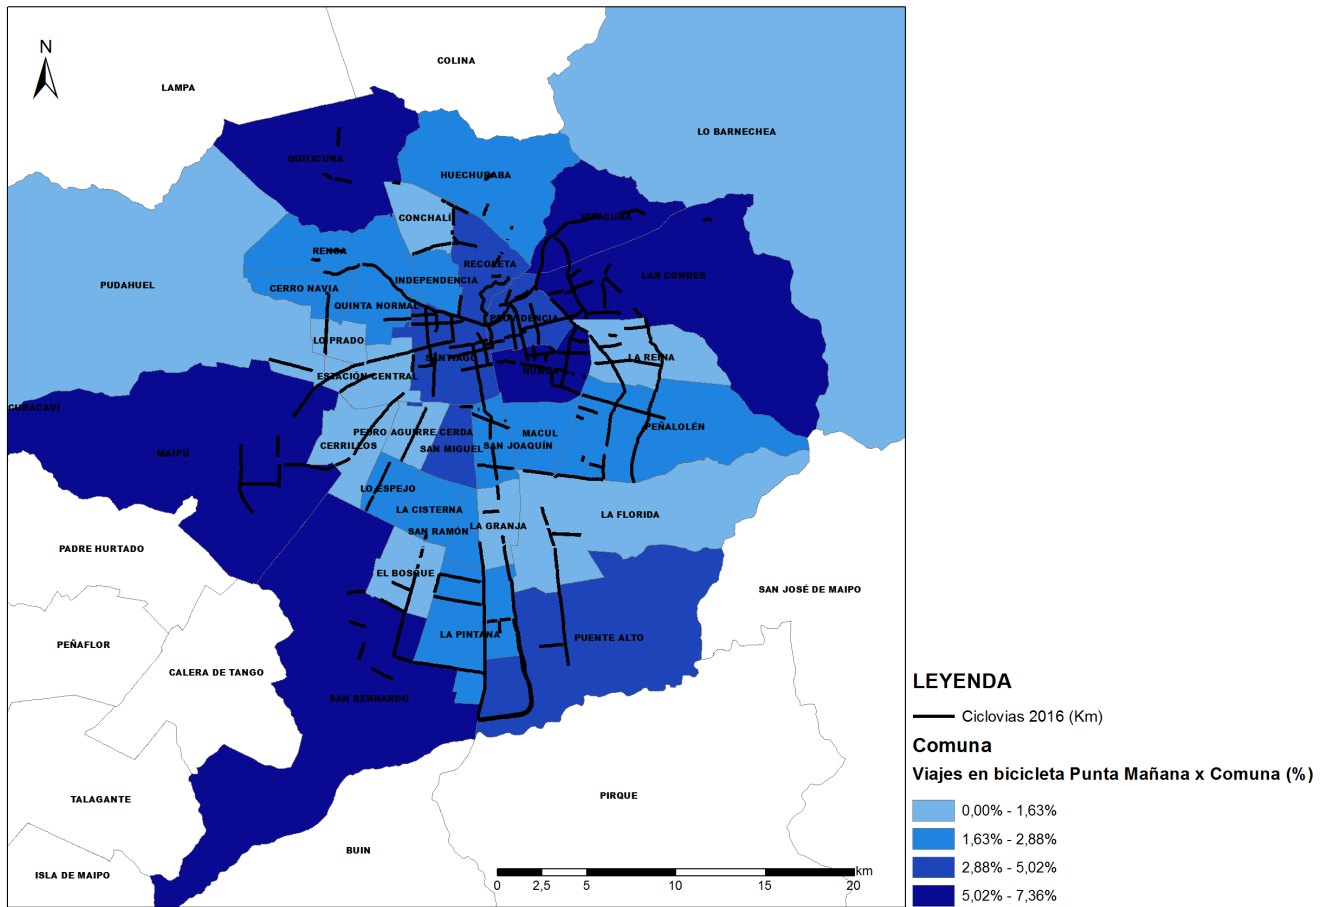 N
COLINA
LAMPA
LO BARNECHEA
QUILICURA
HUECHURABA
CONCHALÍ
VITACURA
RENCA
RECOLETA
LAS CONDES
INDEPENDENCIA
PUDAHUEL
CERRO NAVIA
QUINTA NORMAL
PROVIDENCIA
LO PRADO
SANTIAGO
LA REINA
ÑUÑOA
ESTACIÓN CENTRAL
CURACAVÍ
PEÑALOLÉN
PEDRO AGUIRRE CERDA
MACUL
CERRILLOS
SAN MIGUEL
SAN JOAQUÍN
MAIPÚ
LO ESPEJO
LA CISTERNA
LA FLORIDA
SAN RAMÓN
LA GRANJA
PADRE HURTADO
EL BOSQUE
SAN JOSÉ DE MAIPO
LA PINTANA
PUENTE ALTO
PEÑAFLOR
CALERA DE TANGO
SAN BERNARDO
PIRQUE
TALAGANTE
BUIN
ISLA DE MAIPO
km
0 2,5 5 10 15 20
LEYENDA
Ciclovias 2016 (Km)
Comuna
Viajes en bicicleta Punta Mañana x Comuna (%)
0,00% - 1,63%
1,63% - 2,88%
2,88% - 5,02%
5,02% - 7,36%